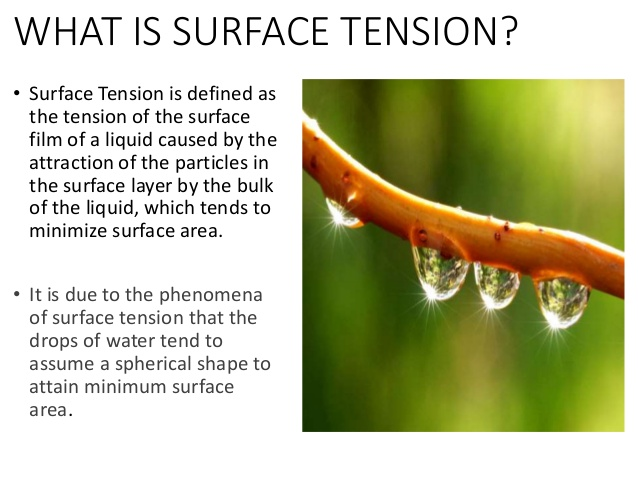 WHAT IS SURFACE TENSION?
• Surface Tension is defined as
the tension of the surface
film of a liquid caused by the
attraction of the particles in
the surface layer by the bulk
of the liquid, which tends to
minimize surface area.
• It is due to the phenomena
of surface tension that the
drops of water tend to
assume a spherical shape to
attain minimum surface
area.